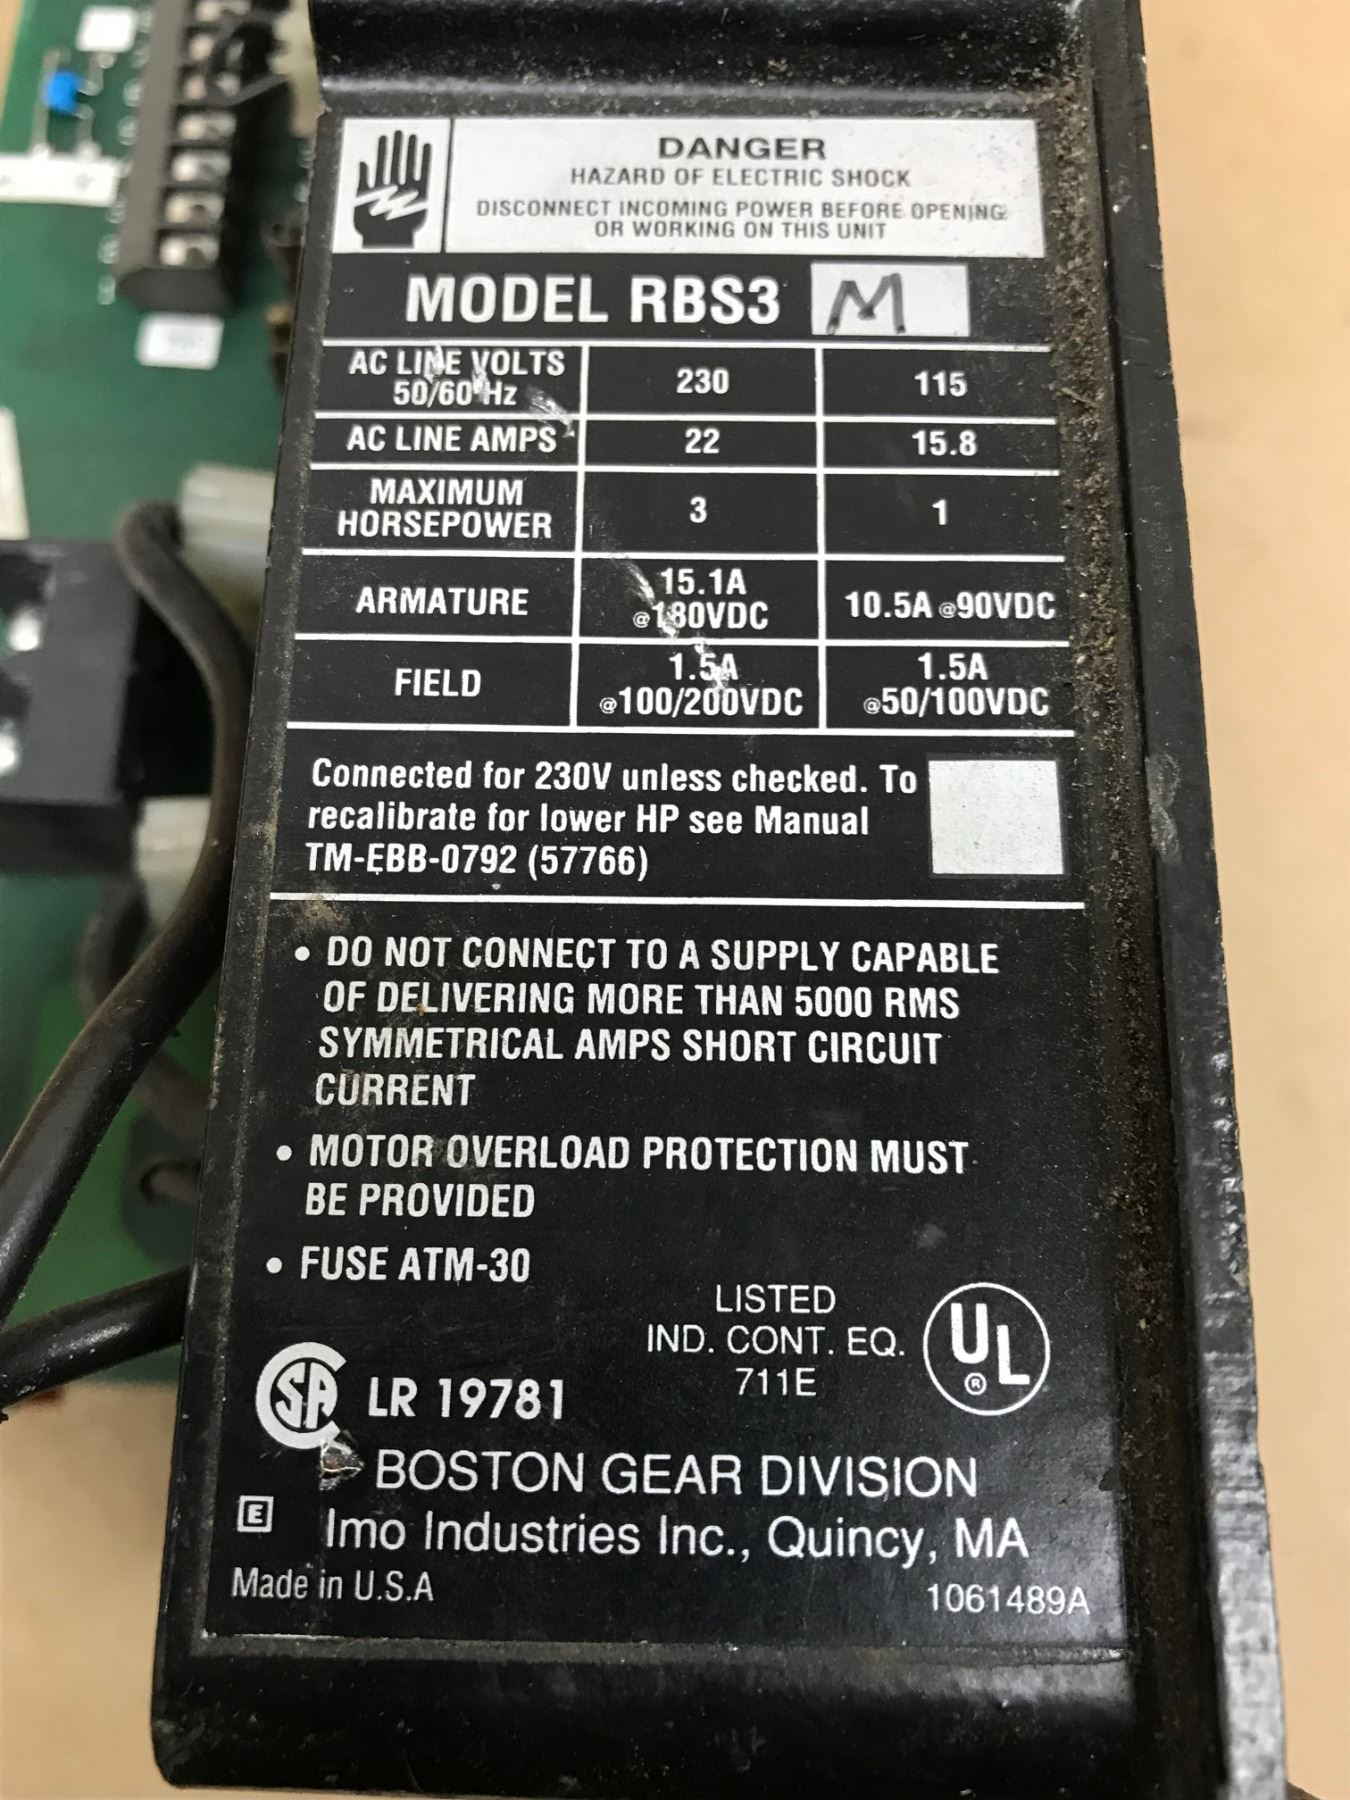 DANGER
HAZARD OF ELECTRIC SHOCK
DISCONNECT INCOMING POWER BEFORE OPENING
OR WORKING ON THIS UNIT
MODEL RBS3 M
AC LINE VOLTS
50/60 Hz
230
115
AC LINE AMPS
22
15.8
MAXIMUM
HORSEPOWER
3
1
ARMATURE
15.1A
@180VDC
10.5A @90VDC
FIELD
1.5A
@100/200VDC
1.5A
@50/100VDC
Connected for 230V unless checked. To
recalibrate for lower HP see Manual
TM-EBB-0792 (57766)
• DO NOT CONNECT TO A SUPPLY CAPABLE
OF DELIVERING MORE THAN 5000 RMS
SYMMETRICAL AMPS SHORT CIRCUIT
CURRENT
• MOTOR OVERLOAD PROTECTION MUST
BE PROVIDED
• FUSE ATM-30
LISTED
IND. CONT. EQ.
711E
UL
®
SA
LR 19781
BOSTON GEAR DIVISION
E
Imo Industries Inc., Quincy, MA
Made in U.S.A
1061489A